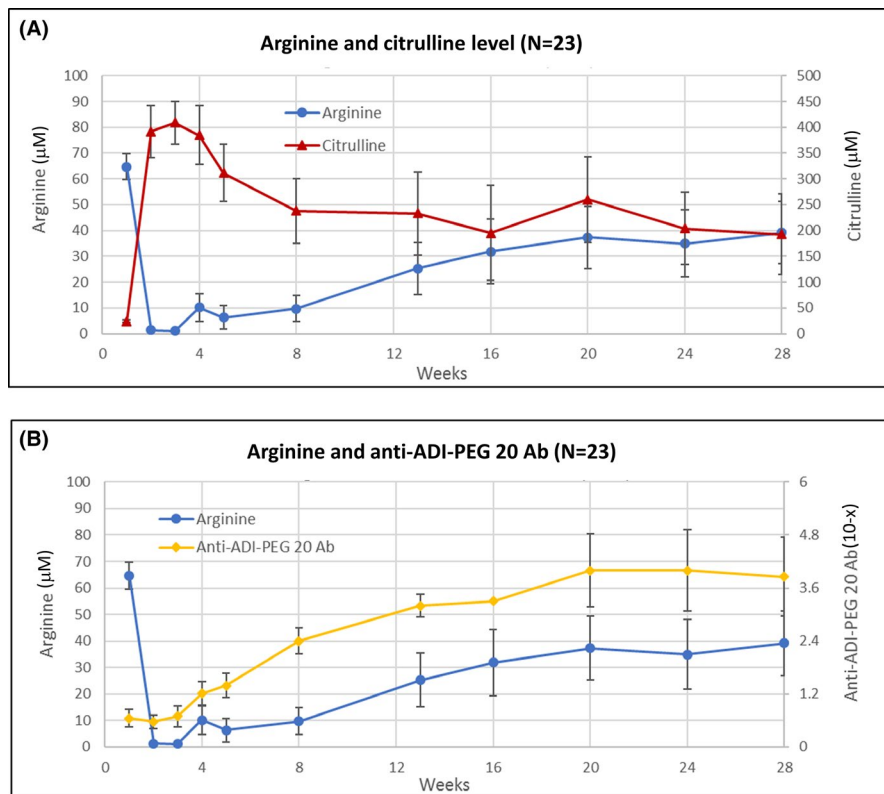 (A)
Arginine and citrulline level (N=23)
100 500
90 450
80 400
70 350
60 300
50 250
40 200
30 150
20 100
10 50
0 0
Arginine (μM)
Citrulline (μM)
Arginine
Citrulline
0 4 8 12 16 20 24 28
Weeks
(B)
Arginine and anti-ADI-PEG 20 Ab (N=23)
100 6
90
80 4.8
70
60 3.6
50
40 2.4
30
20 1.2
10
0 0
Arginine (μM)
Anti-ADI-PEG 20 Ab(10-x)
Arginine
Anti-ADI-PEG 20 Ab
0 4 8 12 16 20 24 28
Weeks